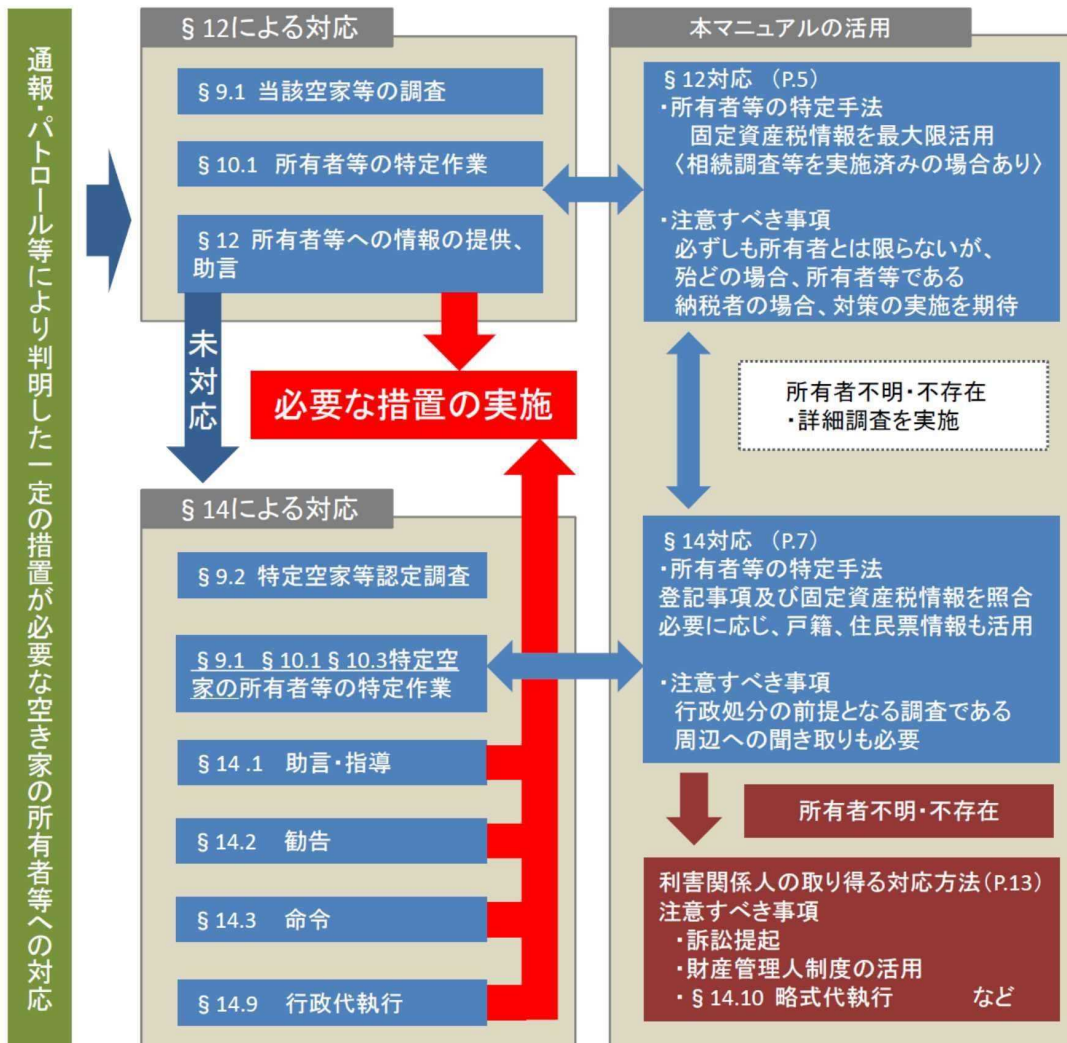 通報・パトロール等により判明した一定の措置が必要な空き家の所有者等への対応
§12による対応
§9.1 当該空家等の調査
§10.1 所有者等の特定作業
§12 所有者等への情報の提供、
助言
未対応
必要な措置の実施
§14による対応
§9.2 特定空家等認定調査
§9.1 §10.1 §10.3特定空
家の所有者等の特定作業
§14.1 助言・指導
§14.2 勧告
§14.3 命令
§14.9 行政代執行
本マニュアルの活用
§12対応 (P.5)
・所有者等の特定手法
固定資産税情報を最大限活用
〈相続調査等を実施済みの場合あり〉
・注意すべき事項
必ずしも所有者とは限らないが、
殆どの場合、所有者等である
納税者の場合、対策の実施を期待
所有者不明・不存在
・詳細調査を実施
§14対応 (P.7)
・所有者等の特定手法
登記事項及び固定資産税情報を照合
必要に応じ、戸籍、住民票情報も活用
・注意すべき事項
行政処分の前提となる調査である
周辺への聞き取りも必要
所有者不明・不存在
利害関係人の取り得る対応方法(P.13)
注意すべき事項
・訴訟提起
・財産管理人制度の活用
・§14.10 略式代執行 など